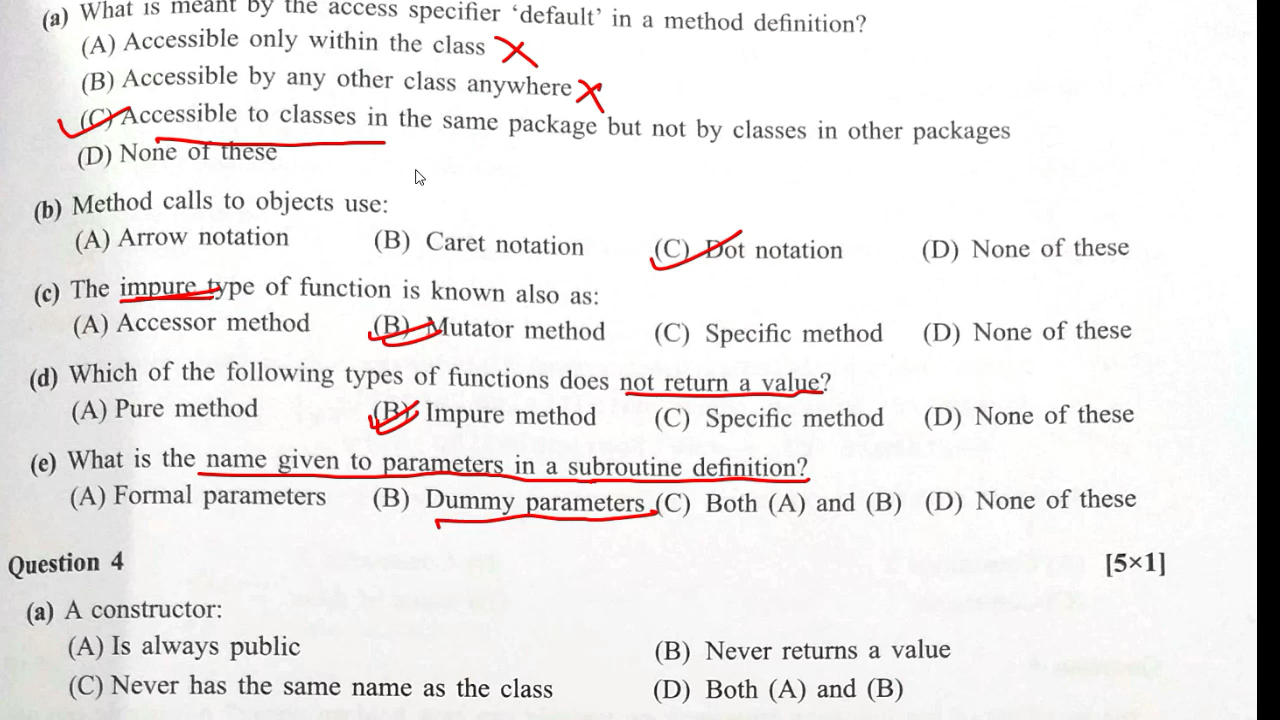 (a) What is meant by the access specifier ‘default’ in a method definition?
(A) Accessible only within the class
(B) Accessible by any other class anywhere
(C) Accessible to classes in the same package but not by classes in other packages
(D) None of these
(b) Method calls to objects use:
(A) Arrow notation (B) Caret notation (C) Dot notation (D) None of these
(c) The impure type of function is known also as:
(A) Accessor method (B) Mutator method (C) Specific method (D) None of these
(d) Which of the following types of functions does not return a value?
(A) Pure method (B) Impure method (C) Specific method (D) None of these
(e) What is the name given to parameters in a subroutine definition?
(A) Formal parameters (B) Dummy parameters (C) Both (A) and (B) (D) None of these
Question 4 [5×1]
(a) A constructor:
(A) Is always public (B) Never returns a value
(C) Never has the same name as the class (D) Both (A) and (B)